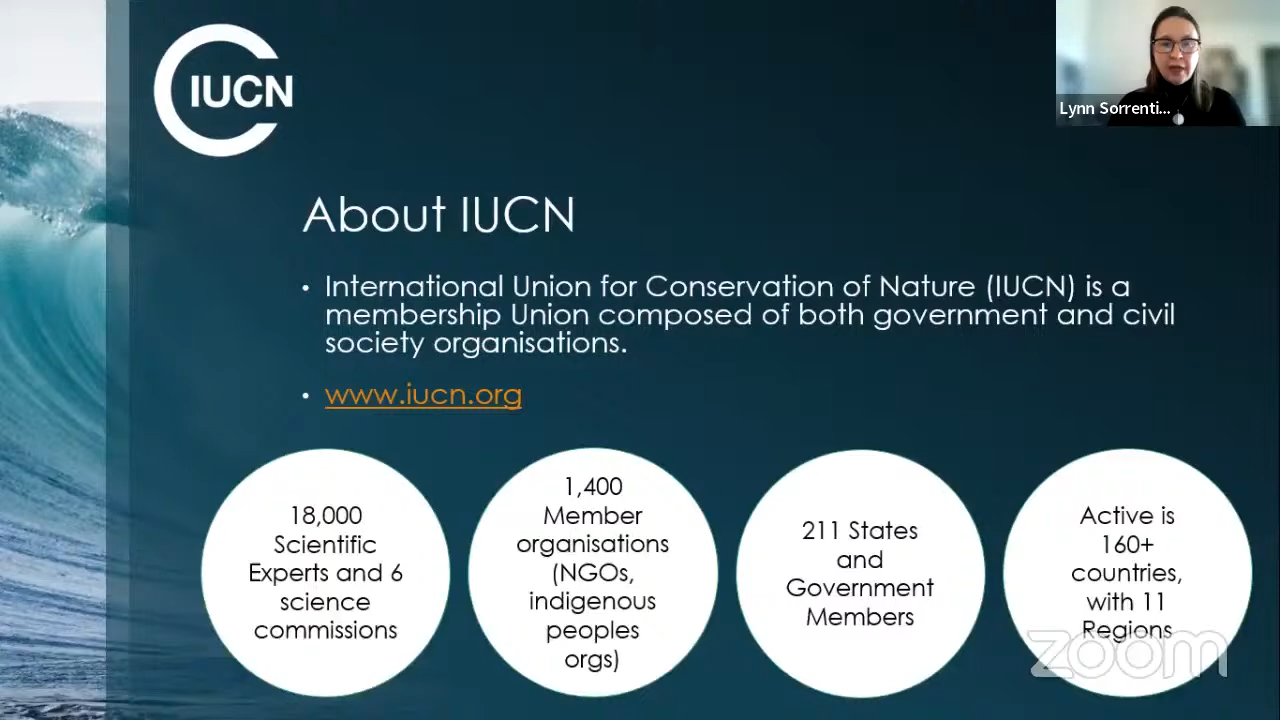 IUCN
Lynn Sorrenti...
About IUCN
• International Union for Conservation of Nature (IUCN) is a
membership Union composed of both government and civil
society organisations.
• www.iucn.org
18,000
Scientific
Experts and 6
science
commissions
1,400
Member
organisations
(NGOs,
indigenous
peoples
orgs)
211 States
and
Government
Members
Active is
160+
countries,
with 11
Regions
zoom